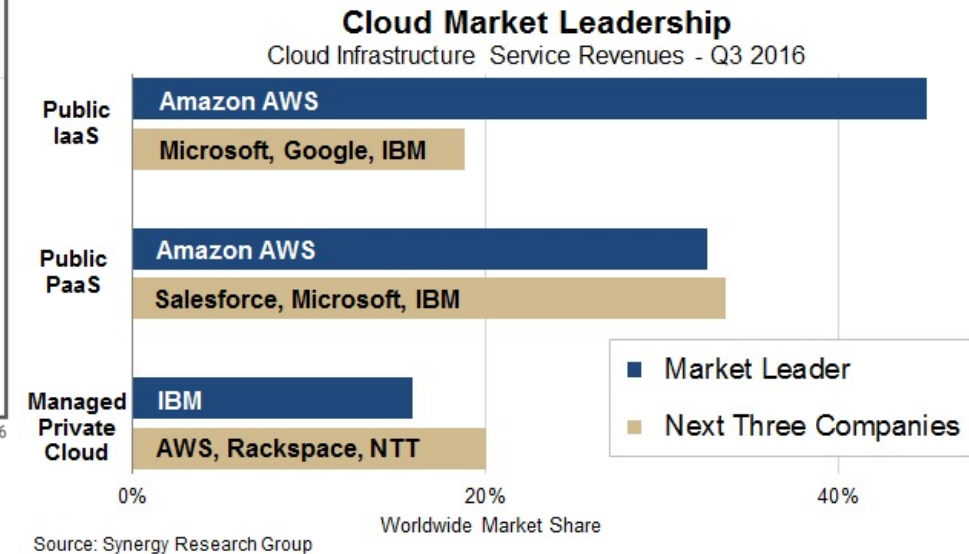 Cloud Market Leadership
Cloud Infrastructure Service Revenues - Q3 2016
Public
IaaS
Amazon AWS
Microsoft, Google, IBM
Public
PaaS
Amazon AWS
Salesforce, Microsoft, IBM
Managed
Private
Cloud
IBM
AWS, Rackspace, NTT
Market Leader
Next Three Companies
6
0%
20%
40%
Worldwide Market Share
Source: Synergy Research Group